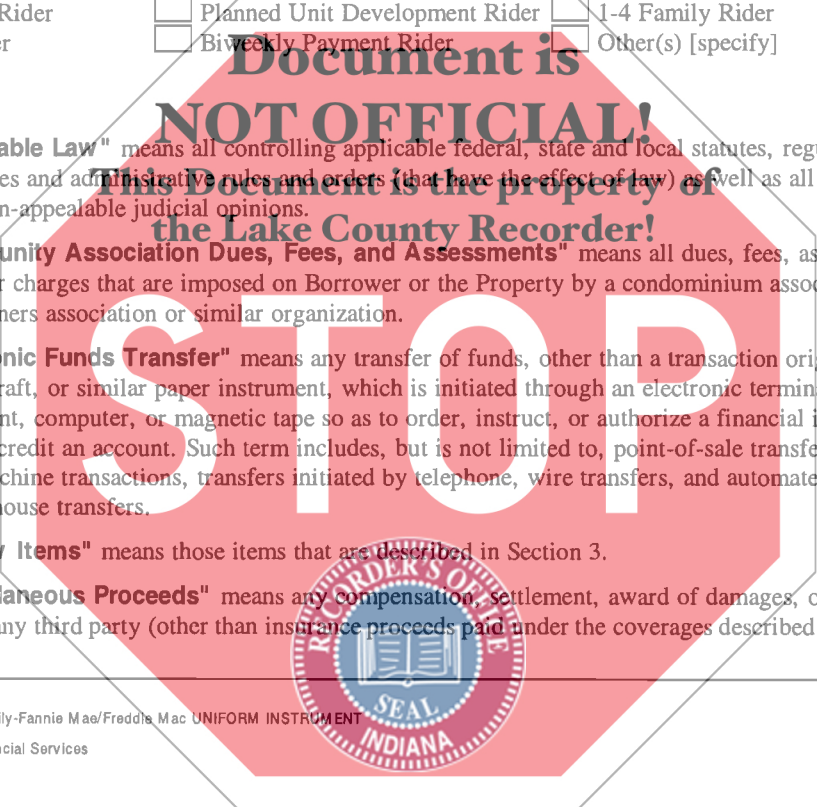 Rider Planned Unit Development Rider 1-4 Family Rider
er Biweekly Payment Rider Other(s) [specify]
Document is
NOT OFFICIAL!
able Law" means all controlling applicable federal, state and local statutes, regu
es and administrative rules and orders (that have the effect of law) as well as all
This Document is the property of
n-appealable judicial opinions.
the Lake County Recorder!
unity Association Dues, Fees, and Assessments" means all dues, fees, as
r charges that are imposed on Borrower or the Property by a condominium assoc
ners association or similar organization.
STOP
onic Funds Transfer" means any transfer of funds, other than a transaction orig
raft, or similar paper instrument, which is initiated through an electronic termin
nt, computer, or magnetic tape so as to order, instruct, or authorize a financial i
credit an account. Such term includes, but is not limited to, point-of-sale transfe
chine transactions, transfers initiated by telephone, wire transfers, and automate
house transfers.
w Items" means those items that are described in Section 3.
laneous Proceeds" means any compensation, settlement, award of damages, o
any third party (other than insurance proceeds paid under the coverages described
RECORDER'S OFFICE
SEAL
INDIANA
ily-Fannie Mae/Freddie Mac UNIFORM INSTRUMENT
ncial Services